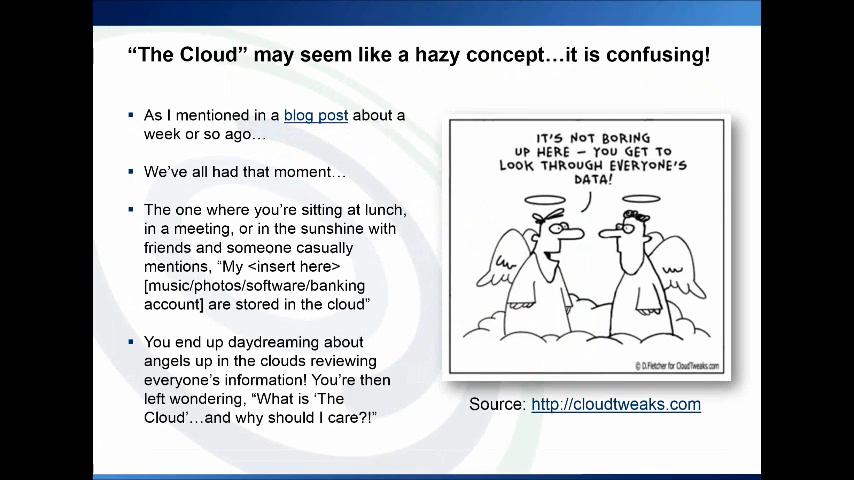 “The Cloud” may seem like a hazy concept…it is confusing!
As I mentioned in a blog post about a
week or so ago…
We’ve all had that moment…
The one where you’re sitting at lunch,
in a meeting, or in the sunshine with
friends and someone casually
mentions, “My <insert here>
[music/photos/software/banking
account] are stored in the cloud”
You end up daydreaming about
angels up in the clouds reviewing
everyone’s information! You’re then
left wondering, “What is ‘The
Cloud’…and why should I care?!”
IT'S NOT BORING
UP HERE – YOU GET TO
LOOK THROUGH EVERYONE'S
DATA!
© D.Fletcher for CloudTweaks.com
Source: http://cloudtweaks.com